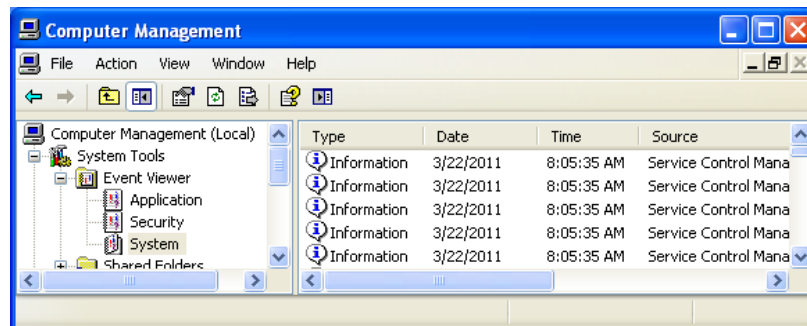 Computer Management
File Action View Window Help
Computer Management (Local)
System Tools
Event Viewer
Application
Security
System
Shared Folders
Type Date Time Source
Information 3/22/2011 8:05:35 AM Service Control Mana
Information 3/22/2011 8:05:35 AM Service Control Mana
Information 3/22/2011 8:05:35 AM Service Control Mana
Information 3/22/2011 8:05:35 AM Service Control Mana
Information 3/22/2011 8:05:35 AM Service Control Mana